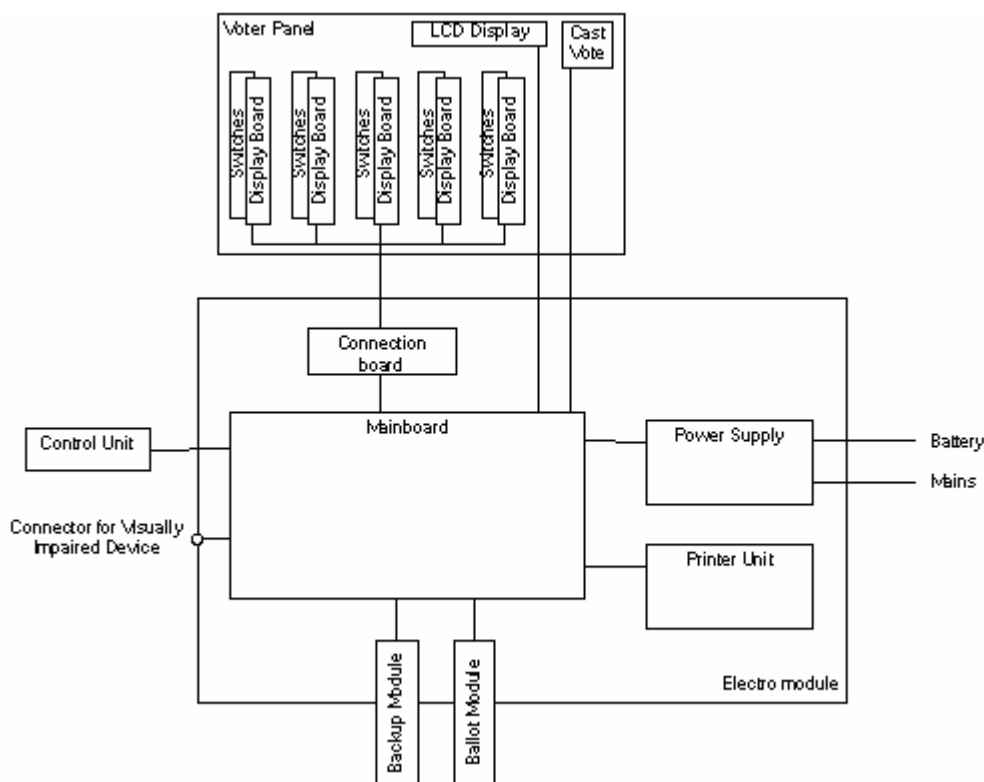 Voter Panel
LCD Display
Cast
Vote
Switches
Display Board
Switches
Display Board
Switches
Display Board
Switches
Display Board
Switches
Display Board
Connection
board
Mainboard
Control Unit
Power Supply
Battery
Mains
Connector for Visually
Impaired Device
Printer Unit
Backup Module
Ballot Module
Electro module